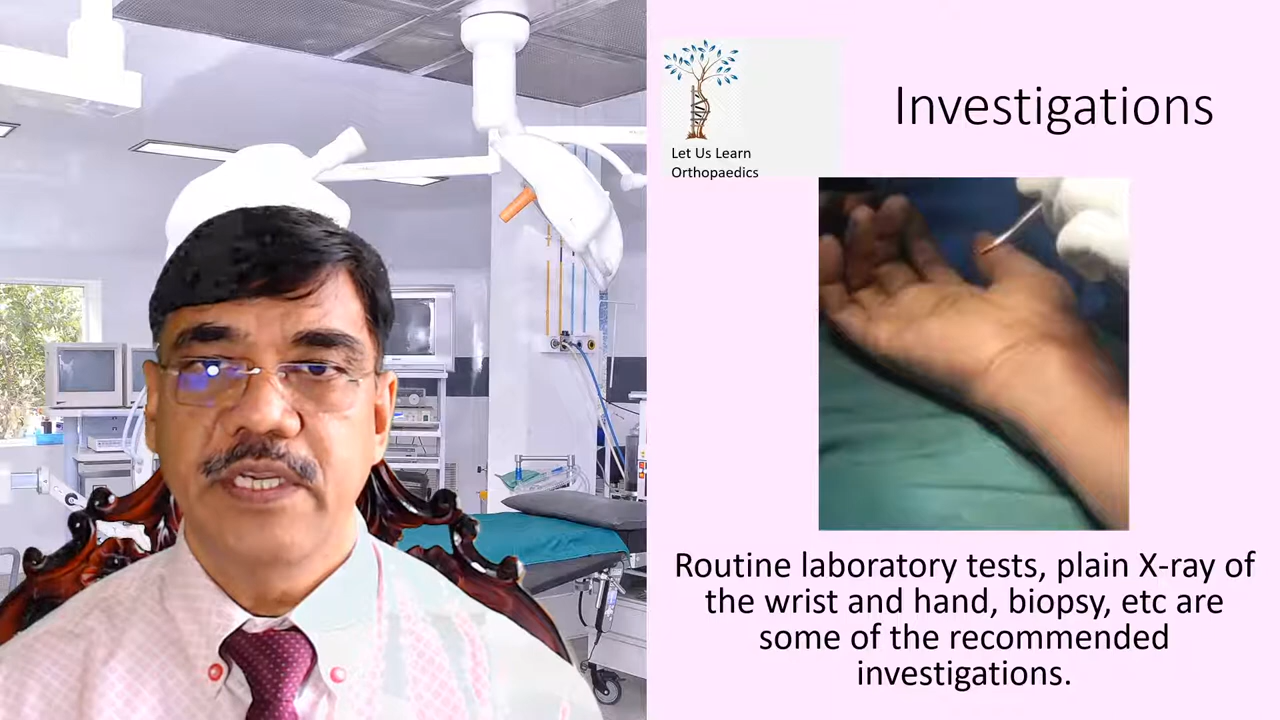 Let Us Learn
Orthopaedics
Investigations
Routine laboratory tests, plain X-ray of
the wrist and hand, biopsy, etc are
some of the recommended
investigations.